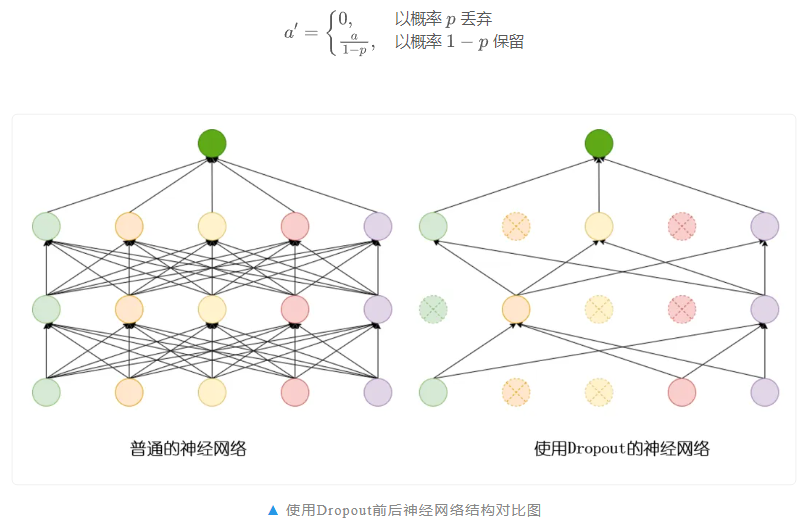 a′ = { 0, 以概率 p 丢弃
a/(1−p), 以概率 1 − p 保留
普通的神经网络 使用Dropout的神经网络
▲ 使用Dropout前后神经网络结构对比图